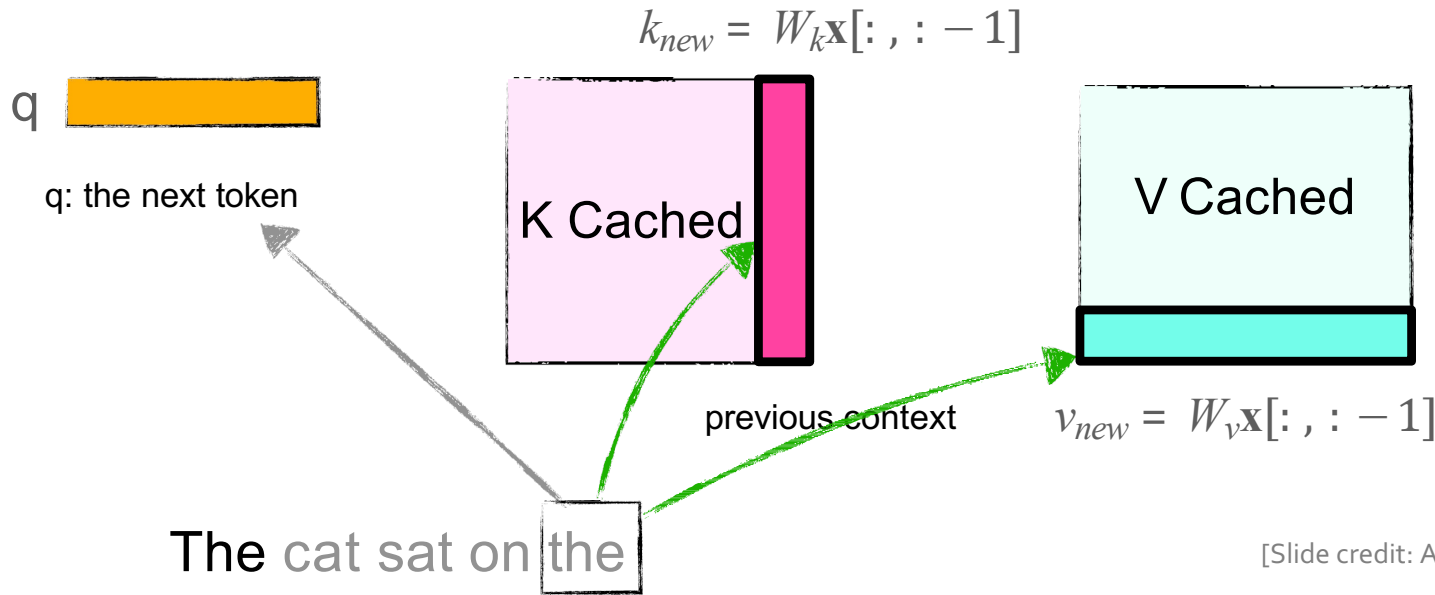 k_new = W_k x[: , : − 1]
q
q: the next token
K Cached
V Cached
previous context
v_new = W_v x[: , : − 1]
The cat sat on the
[Slide credit: A